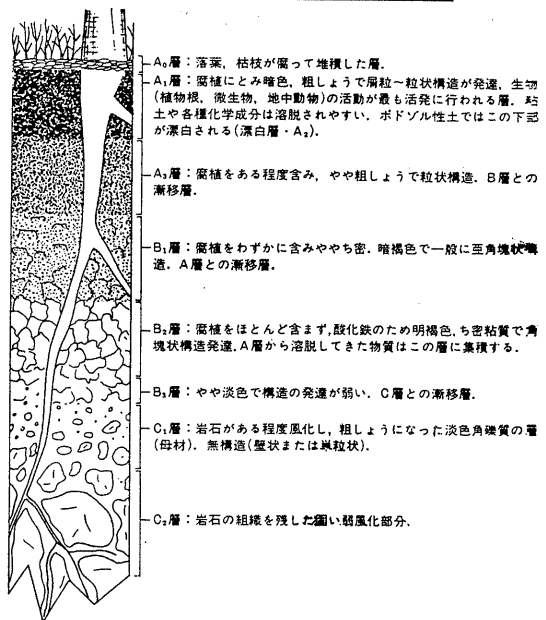 A₀層：落葉，枯枝が腐って堆積した層．
A₁層：腐植にとみ暗色，粗しょうで屑粒～粒状構造が発達，生物
(植物根，微生物，地中動物)の活動が最も活発に行われる層．粘
土や各種化学成分は溶脱されやすい．ポドゾル性土ではこの下部
が漂白される(漂白層・A₂)．
A₃層：腐植をある程度含み，やや粗しょうで粒状構造．B層との
漸移層．
B₁層：腐植をわずかに含みややち密．暗褐色で一般に亜角塊状構
造．A層との漸移層．
B₂層：腐植をほとんど含まず,酸化鉄のため明褐色,ち密粘質で角
塊状構造発達．A層から溶脱してきた物質はこの層に集積する．
B₃層：やや淡色で構造の発達が弱い．C層との漸移層．
C₁層：岩石がある程度風化し，粗しょうになった淡色角礫質の層
(母材)．無構造(壁状または単粒状)．
C₂層：岩石の組織を残した固い弱風化部分．